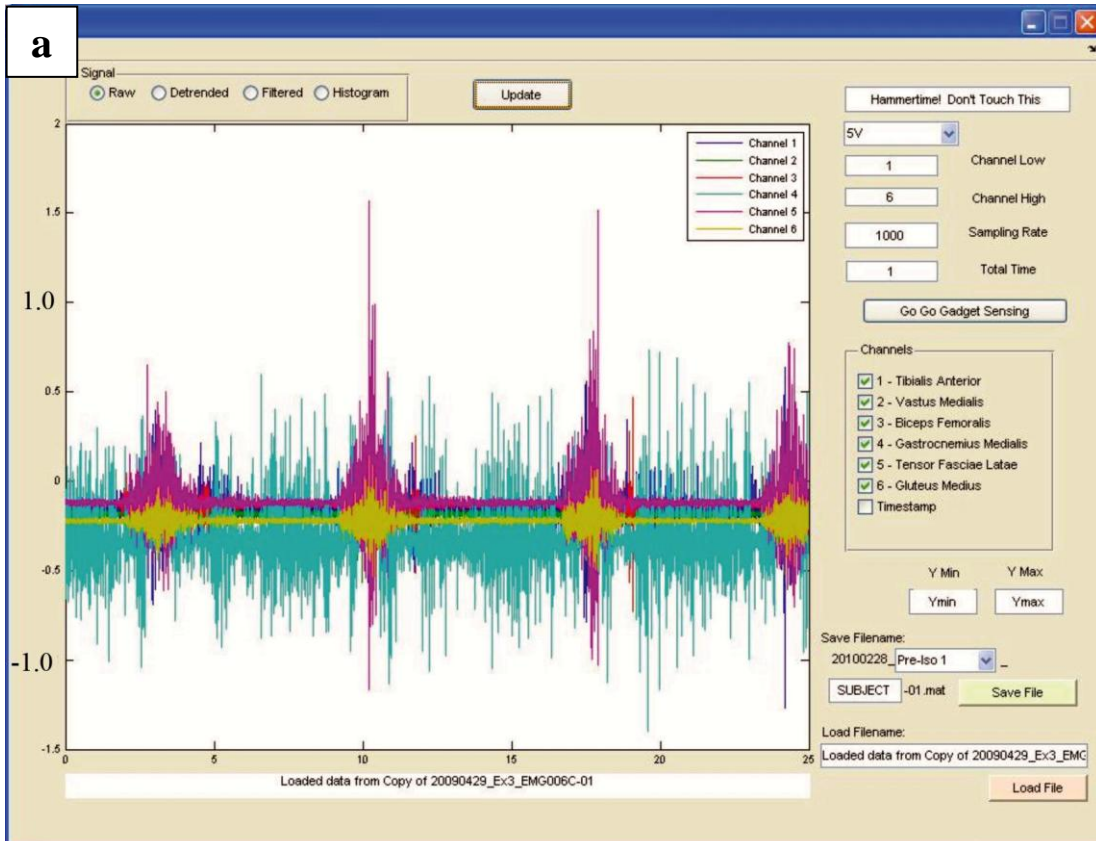 a
Signal
Raw Detrended Filtered Histogram
Update
Hammertime! Don't Touch This
5V
1 Channel Low
6 Channel High
1000 Sampling Rate
1 Total Time
Go Go Gadget Sensing
Channels
1 - Tibialis Anterior
2 - Vastus Medialis
3 - Biceps Femoralis
4 - Gastrocnemius Medialis
5 - Tensor Fasciae Latae
6 - Gluteus Medius
Timestamp
Y Min Y Max
Ymin Ymax
Save Filename:
20100228_ Pre-Iso 1 _
SUBJECT -01.mat Save File
Load Filename:
Loaded data from Copy of 20090429_Ex3_EMG
Load File
Channel 1
Channel 2
Channel 3
Channel 4
Channel 5
Channel 6
2
1.5
1.0
0.5
0
-0.5
-1.0
-1.5
0 5 10 15 20 25
Loaded data from Copy of 20090429_Ex3_EMG006C-01